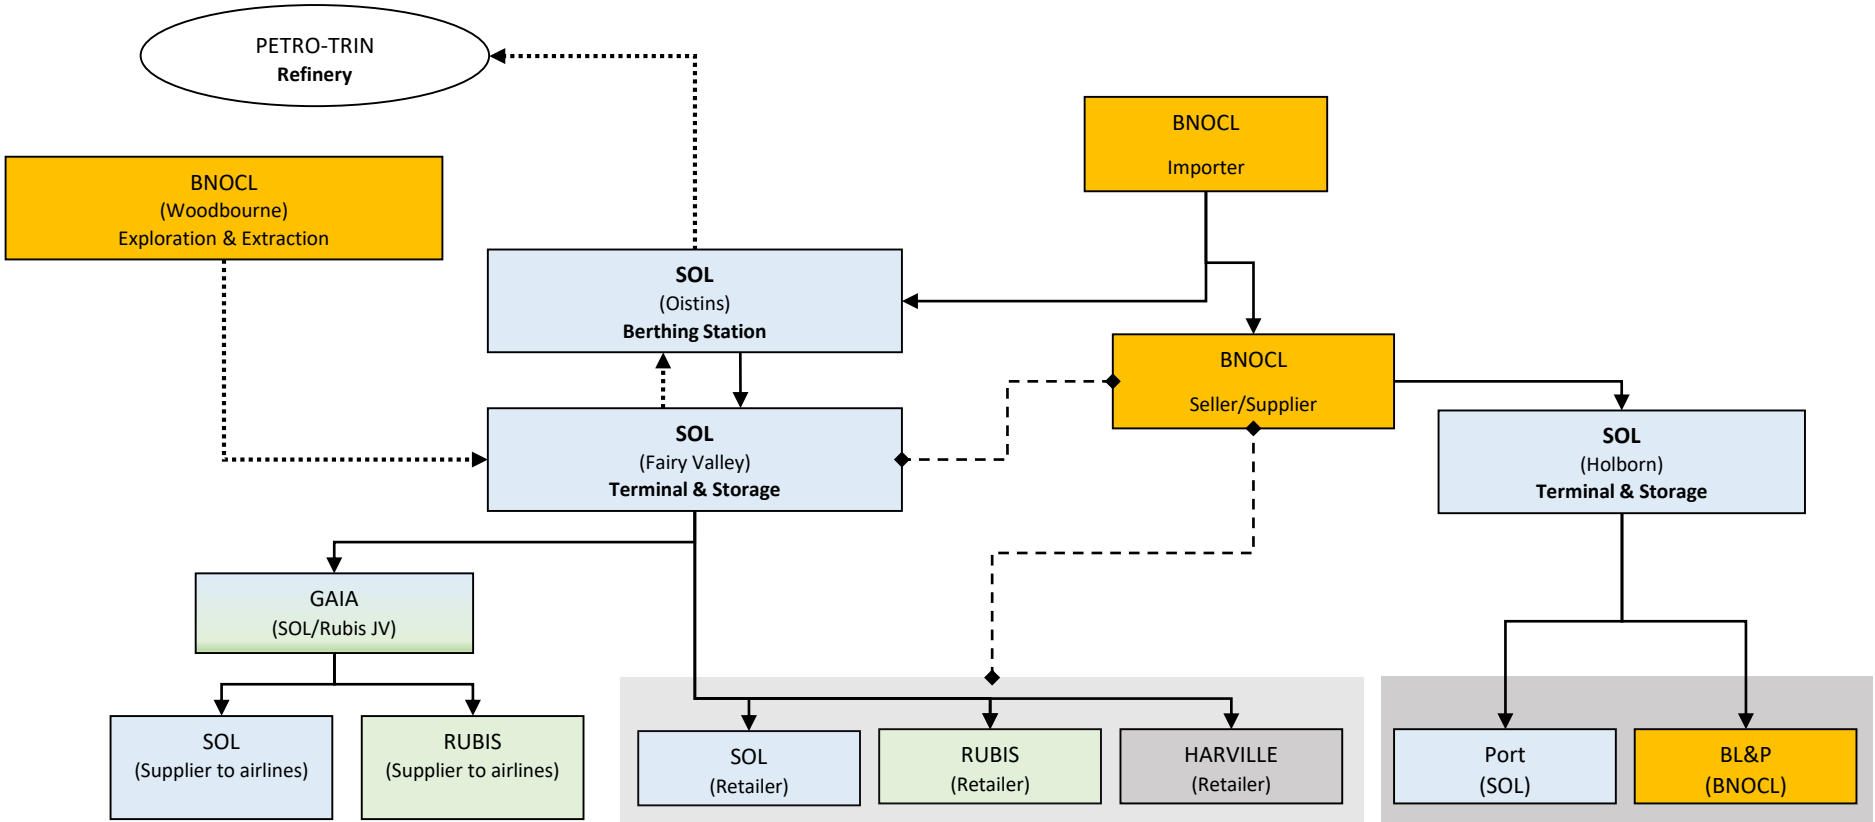 PETRO-TRIN
Refinery
BNOCL
Importer
BNOCL
(Woodbourne)
Exploration & Extraction
SOL
(Oistins)
Berthing Station
BNOCL
Seller/Supplier
SOL
(Fairy Valley)
Terminal & Storage
SOL
(Holborn)
Terminal & Storage
GAIA
(SOL/Rubis JV)
SOL
(Supplier to airlines)
RUBIS
(Supplier to airlines)
SOL
(Retailer)
RUBIS
(Retailer)
HARVILLE
(Retailer)
Port
(SOL)
BL&P
(BNOCL)